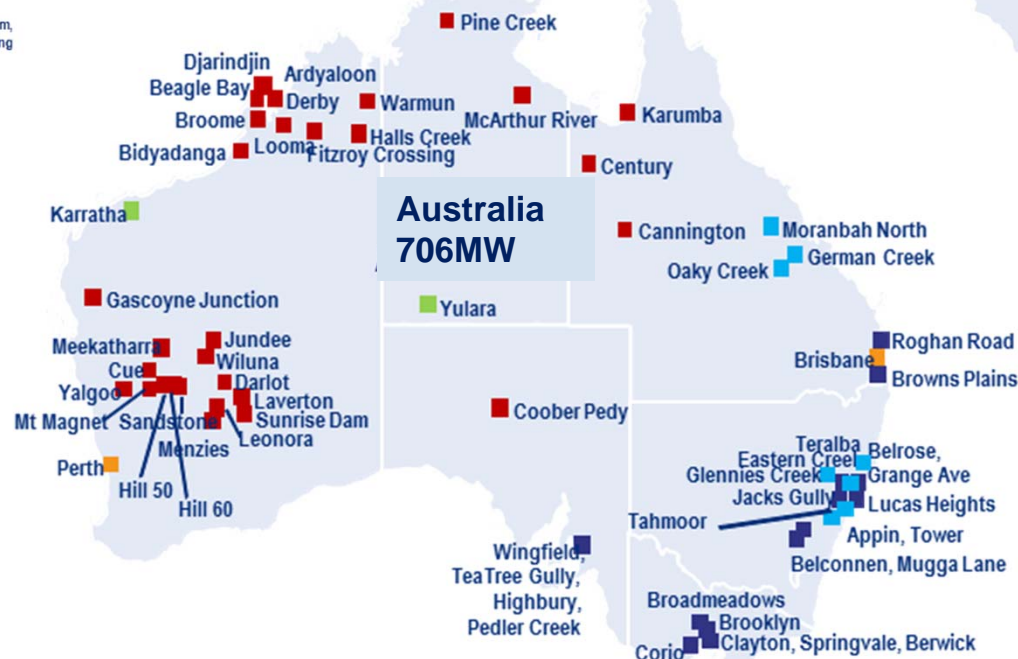 m,
ng
Pine Creek
Djarindjin
Ardyaloon
Beagle Bay
Derby
Warmun
McArthur River
Karumba
Broome
Looma
Halls Creek
Fitzroy Crossing
Bidyadanga
Century
Karratha
Australia
706MW
Cannington
Moranbah North
German Creek
Oaky Creek
Gascoyne Junction
Yulara
Meekatharra
Jundee
Wiluna
Roghan Road
Brisbane
Browns Plains
Cue
Darlot
Yalgoo
Laverton
Mt Magnet
Sandstone
Sunrise Dam
Leonora
Menzies
Coober Pedy
Perth
Hill 50
Hill 60
Teralba
Belrose,
Eastern Creek
Grange Ave
Glennies Creek
Jacks Gully
Lucas Heights
Tahmoor
Appin, Tower
Belconnen, Mugga Lane
Wingfield,
Tea Tree Gully,
Highbury,
Pedler Creek
Broadmeadows
Brooklyn
Clayton, Springvale, Berwick
Corio